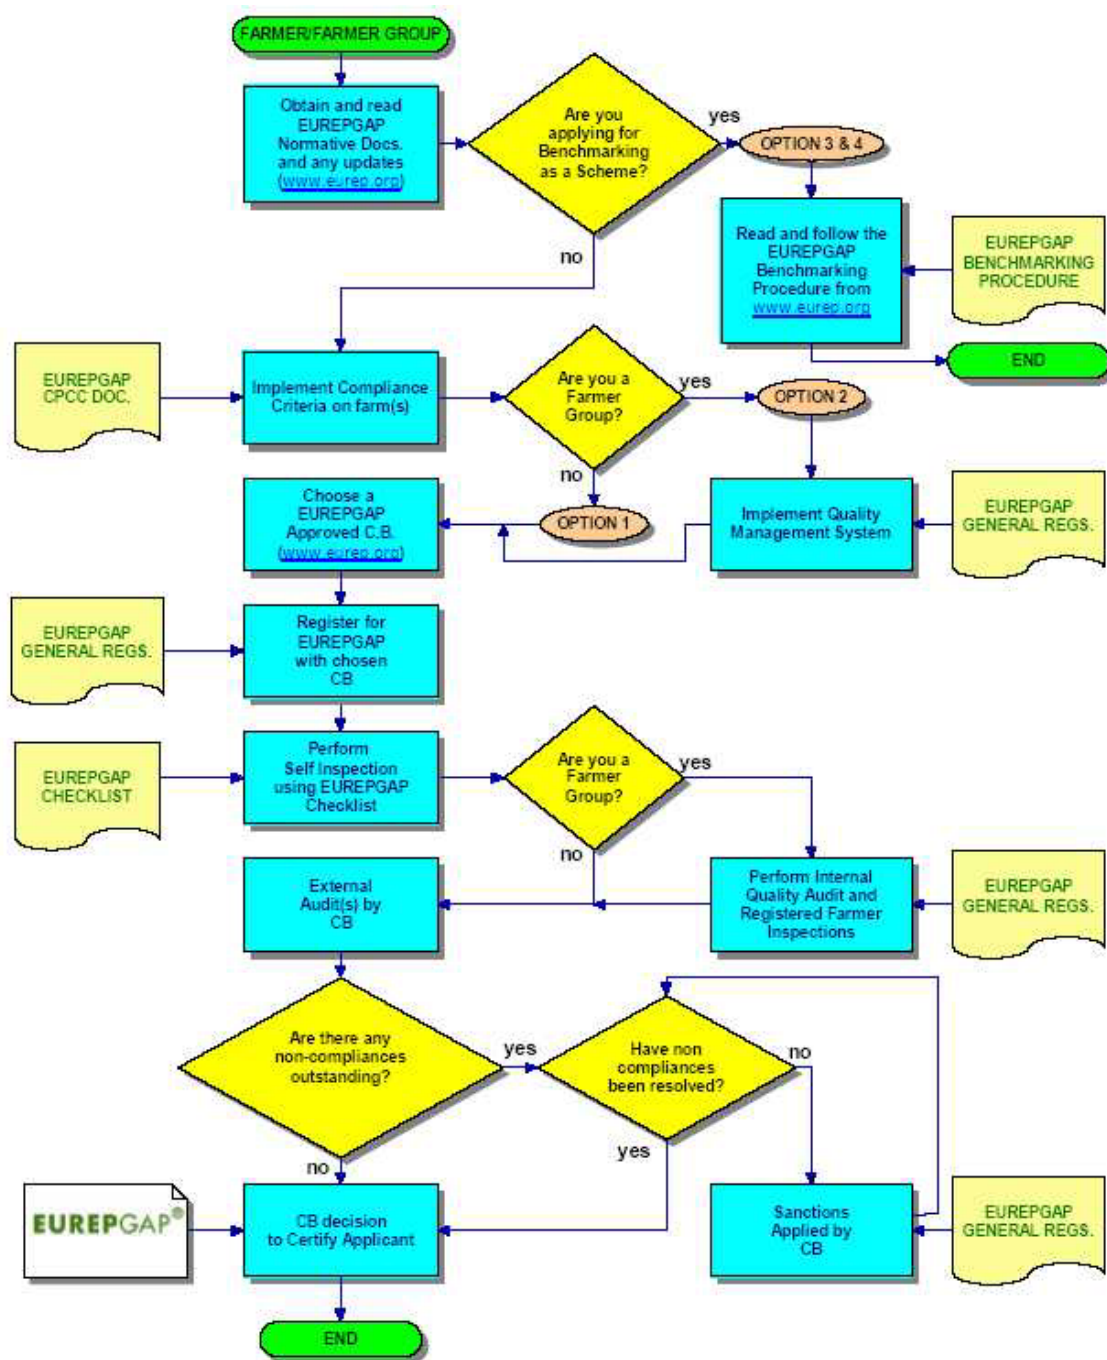 FARMER/FARMER GROUP
Obtain and read
EUREPGAP
Normative Docs.
and any updates
(www.eurep.org)
Are you
applying for
Benchmarking
as a Scheme?
yes
OPTION 3 & 4
no
Read and follow the
EUREPGAP
Benchmarking
Procedure from
www.eurep.org
EUREPGAP
BENCHMARKING
PROCEDURE
END
EUREPGAP
CPCC DOC.
Implement Compliance
Criteria on farm(s)
Are you a
Farmer
Group?
yes
OPTION 2
no
OPTION 1
Choose a
EUREPGAP
Approved C.B.
(www.eurep.org)
Implement Quality
Management System
EUREPGAP
GENERAL REGS.
EUREPGAP
GENERAL REGS.
Register for
EUREPGAP
with chosen
CB
EUREPGAP
CHECKLIST
Perform
Self Inspection
using EUREPGAP
Checklist
Are you a
Farmer
Group?
yes
no
External
Audit(s) by
CB
Perform Internal
Quality Audit and
Registered Farmer
Inspections
EUREPGAP
GENERAL REGS.
Are there any
non-compliances
outstanding?
yes
Have non
compliances
been resolved?
no
no
yes
EUREPGAP®
CB decision
to Certify Applicant
Sanctions
Applied by
CB
EUREPGAP
GENERAL REGS.
END